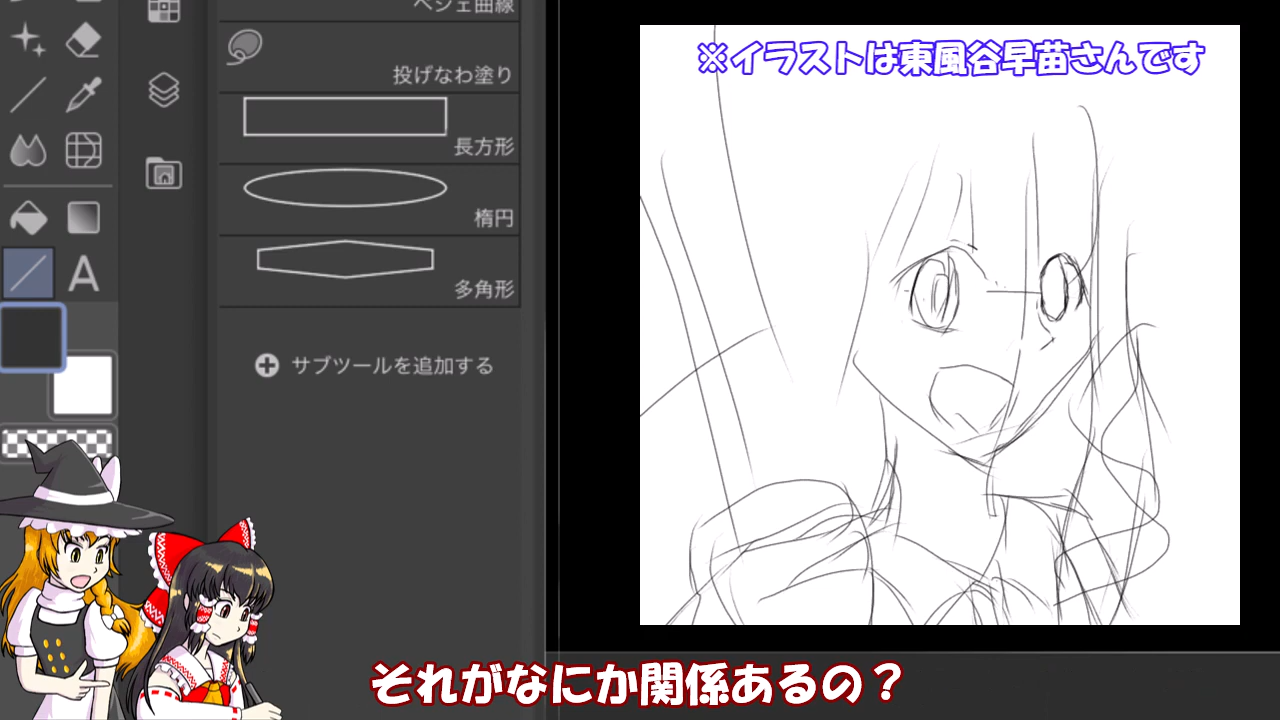 ベジェ曲線
投げなわ塗り
長方形
楕円
多角形
サブツールを追加する
A
※イラストは東風谷早苗さんです
それがなにか関係あるの？